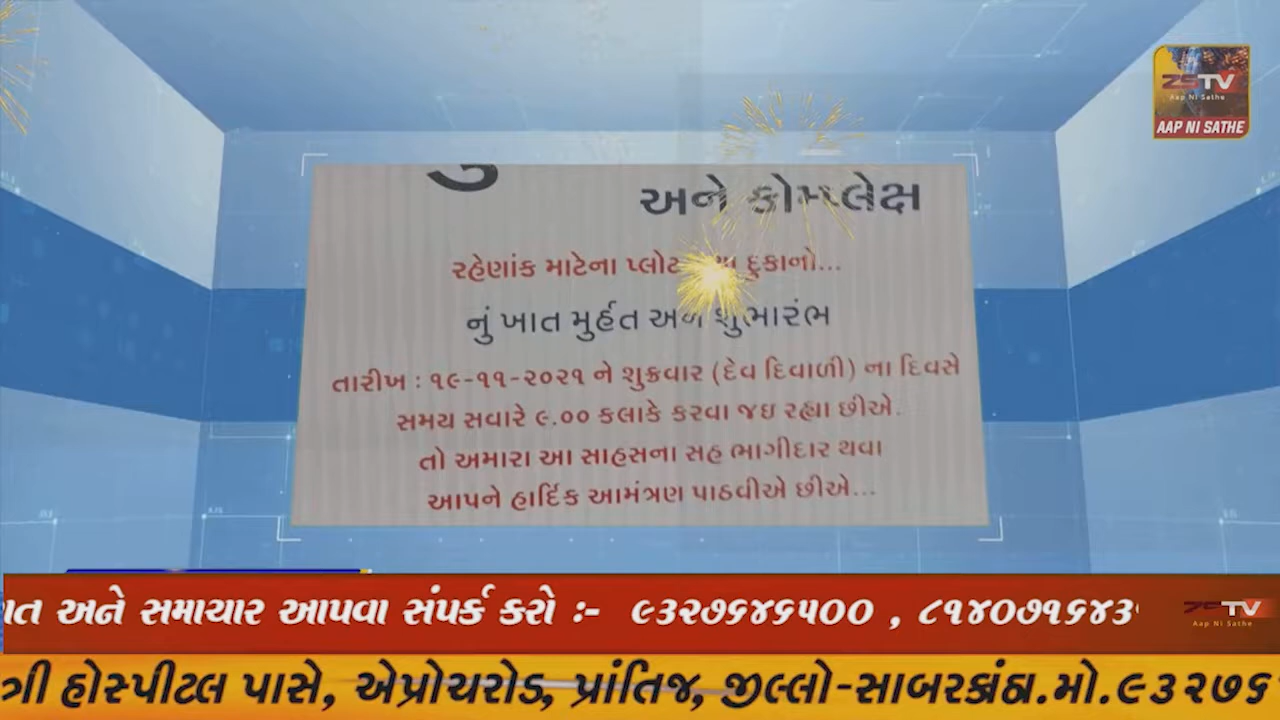 ZSTV
Aap Ni Sathe
AAP NI SATHE
અને કોમ્પલેક્ષ
રહેણાંક માટેના પ્લોટ દુકાનો...
નું ખાત મુર્હત અને શુભારંભ
તારીખ : ૧૯-૧૧-૨૦૨૧ ને શુક્રવાર (દેવ દિવાળી) ના દિવસે
સમય સવારે ૯.૦૦ કલાકે કરવા જઇ રહ્યા છીએ.
તો અમારા આ સાહસના સહ ભાગીદાર થવા
આપને હાર્દિક આમંત્રણ પાઠવીએ છીએ...
અને સમાચાર આપવા સંપર્ક કરો :- ૯૩૨૭૬૪૬૫૦૦ , ૮૧૪૦૭૧૬૪૩
ZSTV
Aap Ni Sathe
ત્રી હોસ્પીટલ પાસે, એપ્રોચરોડ, પ્રાંતિજ, જીલ્લો-સાબરકાંઠા.મો.૯૩૨૭૬